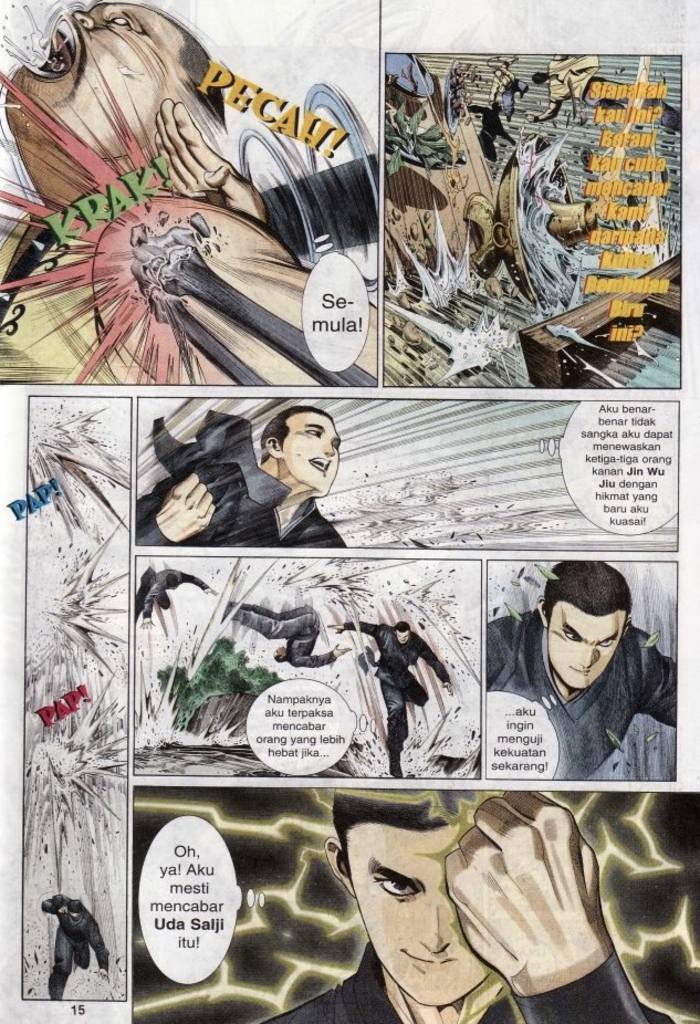 PECAH!
KRAK!
Se-
mula!
Siapakah
kau ini?
Berani
kau cuba
mencabar
kami
daripada
Kubu
Bembulan
Biru
ini?
PAP!
PAP!
Aku benar-
benar tidak
sangka aku dapat
menewaskan
ketiga-tiga orang
kanan Jin Wu
Jiu dengan
hikmat yang
baru aku
kuasai!
Nampaknya
aku terpaksa
mencabar
orang yang lebih
hebat jika...
...aku
ingin
menguji
kekuatan
sekarang!
Oh,
ya! Aku
mesti
mencabar
Uda Salji
itu!
15